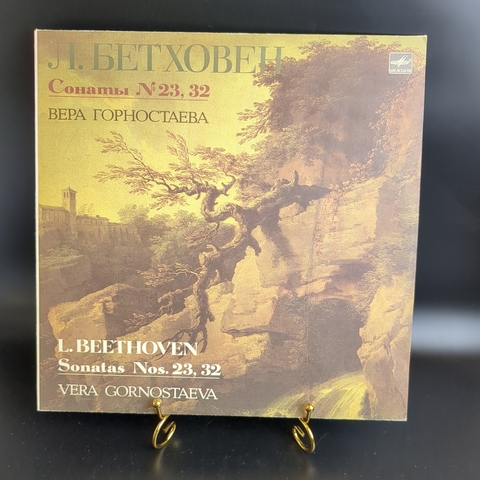 Л. БЕТХОВЕН
Сонаты №23, 32
ВЕРА ГОРНОСТАЕВА
L. BEETHOVEN
Sonatas Nos. 23, 32
VERA GORNOSTAEVA